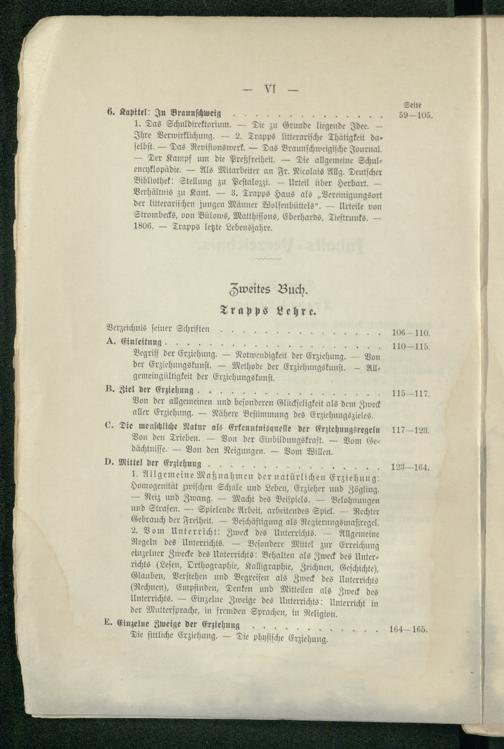 — VI —
Seite
6. Kapitel: In Braunschweig . . . . . . . . . . . . . 59—105.
1. Das Schuldirektorium. — Die zu Grunde liegende Idee. —
Ihre Verwirklichung. — 2. Trapps litterarische Thätigkeit da-
selbst. — Das Revisionswerk. — Das Braunschweigische Journal.
— Der Kampf um die Preßfreiheit. — Die allgemeine Schul-
encyklopädie. — Als Mitarbeiter an Fr. Nicolais Allg. Deutscher
Bibliothek: Stellung zu Pestalozzi. — Urteil über Herbart. —
Verhältnis zu Kant. — 3. Trapps Haus als „Vereinigungsort
der litterarischen jungen Männer Wolfenbüttels“. — Urteile von
Strombecks, von Bülows, Matthissons, Eberhards, Tieftrunks. —
1806. — Trapps letzte Lebensjahre.
Zweites Buch.
Trapps Lehre.
Verzeichnis seiner Schriften . . . . . . . . . . . . . 106—110.
A. Einleitung . . . . . . . . . . . . . . . . . 110—115.
Begriff der Erziehung. — Notwendigkeit der Erziehung. — Von
der Erziehungskunst. — Methode der Erziehungskunst. — All-
gemeingültigkeit der Erziehungskunst.
B. Ziel der Erziehung . . . . . . . . . . . . . . 115—117.
Von der allgemeinen und besonderen Glückseligkeit als dem Zweck
aller Erziehung. — Nähere Bestimmung des Erziehungszieles.
C. Die menschliche Natur als Erkenntnisquelle der Erziehungsregeln 117—123.
Von den Trieben. — Von der Einbildungskraft. — Vom Ge-
dächtnisse. — Von den Neigungen. — Vom Willen.
D. Mittel der Erziehung . . . . . . . . . . . . . 123—164.
1. Allgemeine Maßnahmen der natürlichen Erziehung:
Homogenität zwischen Schule und Leben, Erzieher und Zögling.
— Reiz und Zwang. — Macht des Beispiels. — Belohnungen
und Strafen. — Spielende Arbeit, arbeitendes Spiel. — Rechter
Gebrauch der Freiheit. — Beschäftigung als Regierungsmaßregel.
2. Vom Unterricht: Zweck des Unterrichts. — Allgemeine
Regeln des Unterrichts. — Besondere Mittel zur Erreichung
einzelner Zwecke des Unterrichts: Behalten als Zweck des Unter-
richts (Lesen, Orthographie, Kalligraphie, Zeichnen, Geschichte),
Glauben, Verstehen und Begreifen als Zweck des Unterrichts
(Rechnen), Empfinden, Denken und Mitteilen als Zweck des
Unterrichts. — Einzelne Zweige des Unterrichts: Unterricht in
der Muttersprache, in fremden Sprachen, in Religion.
E. Einzelne Zweige der Erziehung . . . . . . . . . . 164—165.
Die sittliche Erziehung. — Die physische Erziehung.